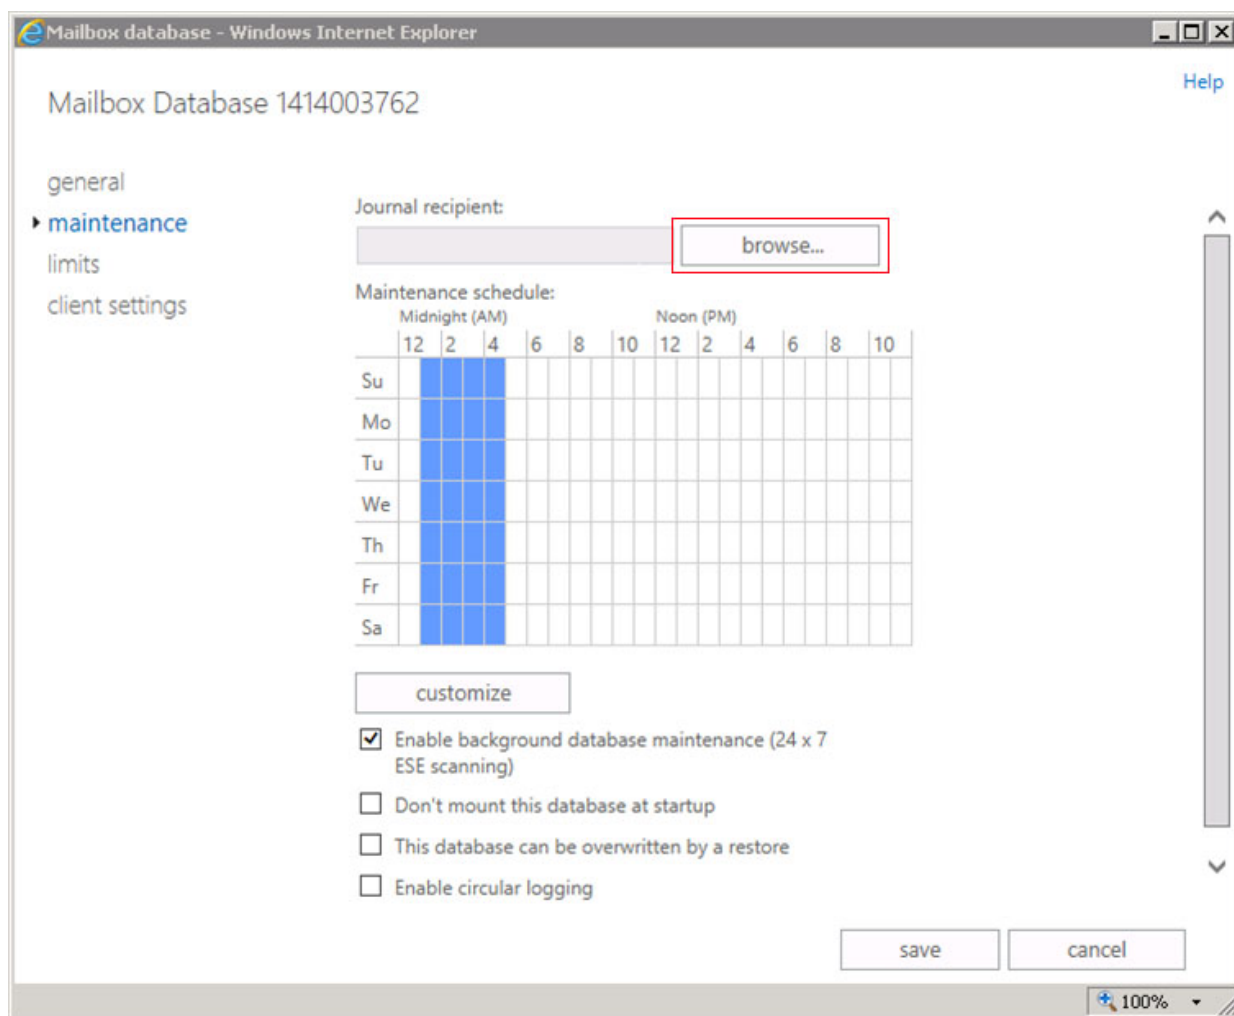 Mailbox database - Windows Internet Explorer
Help
Mailbox Database 1414003762
general
maintenance
limits
client settings
Journal recipient:
browse...
Maintenance schedule:
Midnight (AM) Noon (PM)
12 2 4 6 8 10 12 2 4 6 8 10
Su
Mo
Tu
We
Th
Fr
Sa
customize
Enable background database maintenance (24 x 7
ESE scanning)
Don't mount this database at startup
This database can be overwritten by a restore
Enable circular logging
save cancel
100%